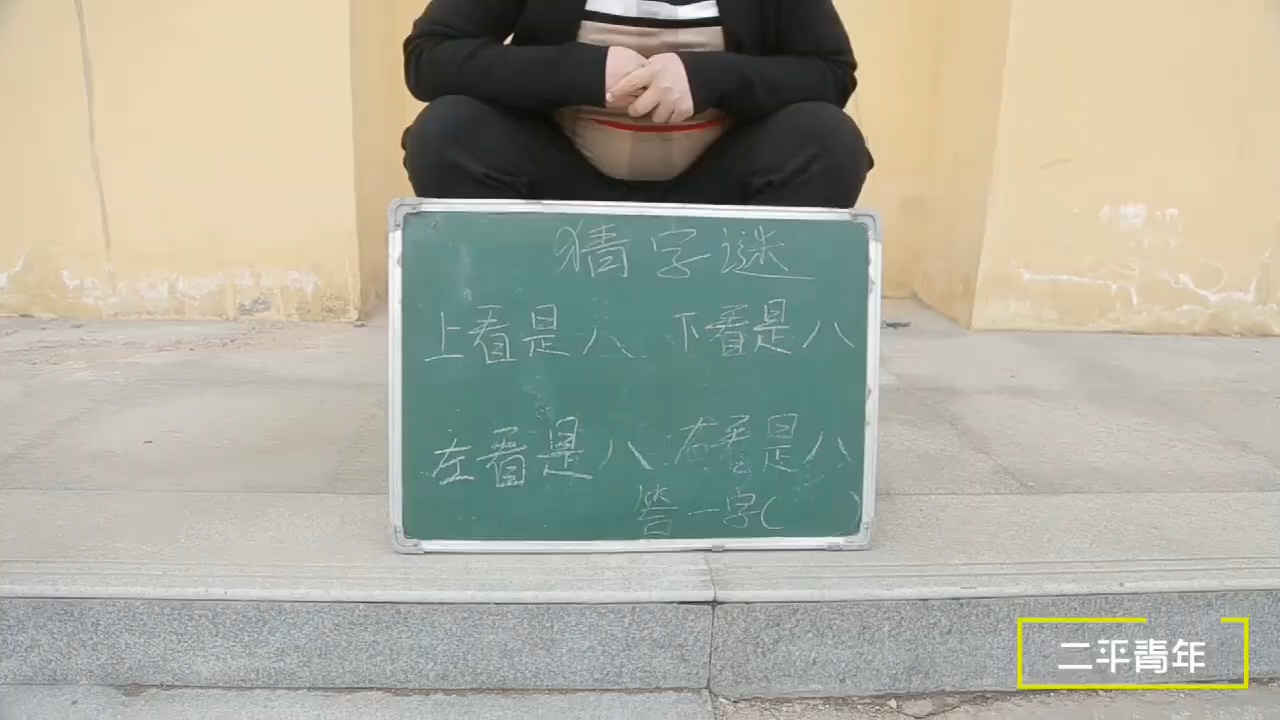 猜字谜
上看是八 下看是八
左看是八 右看是八
答一字( )
二平青年